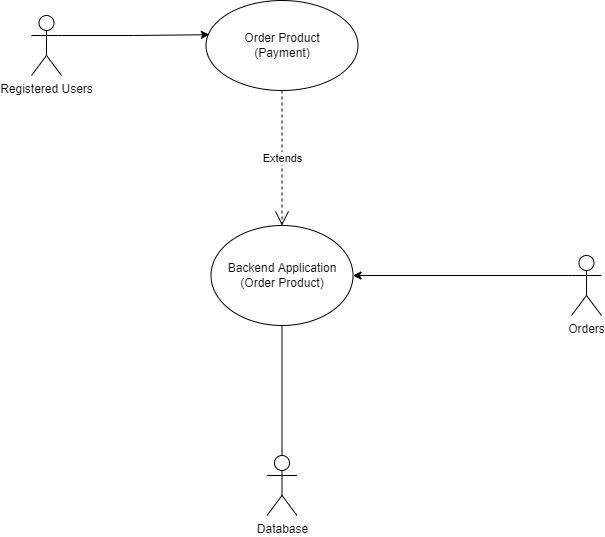 Order Product
(Payment)
Registered Users
Extends
Backend Application
(Order Product)
Orders
Database